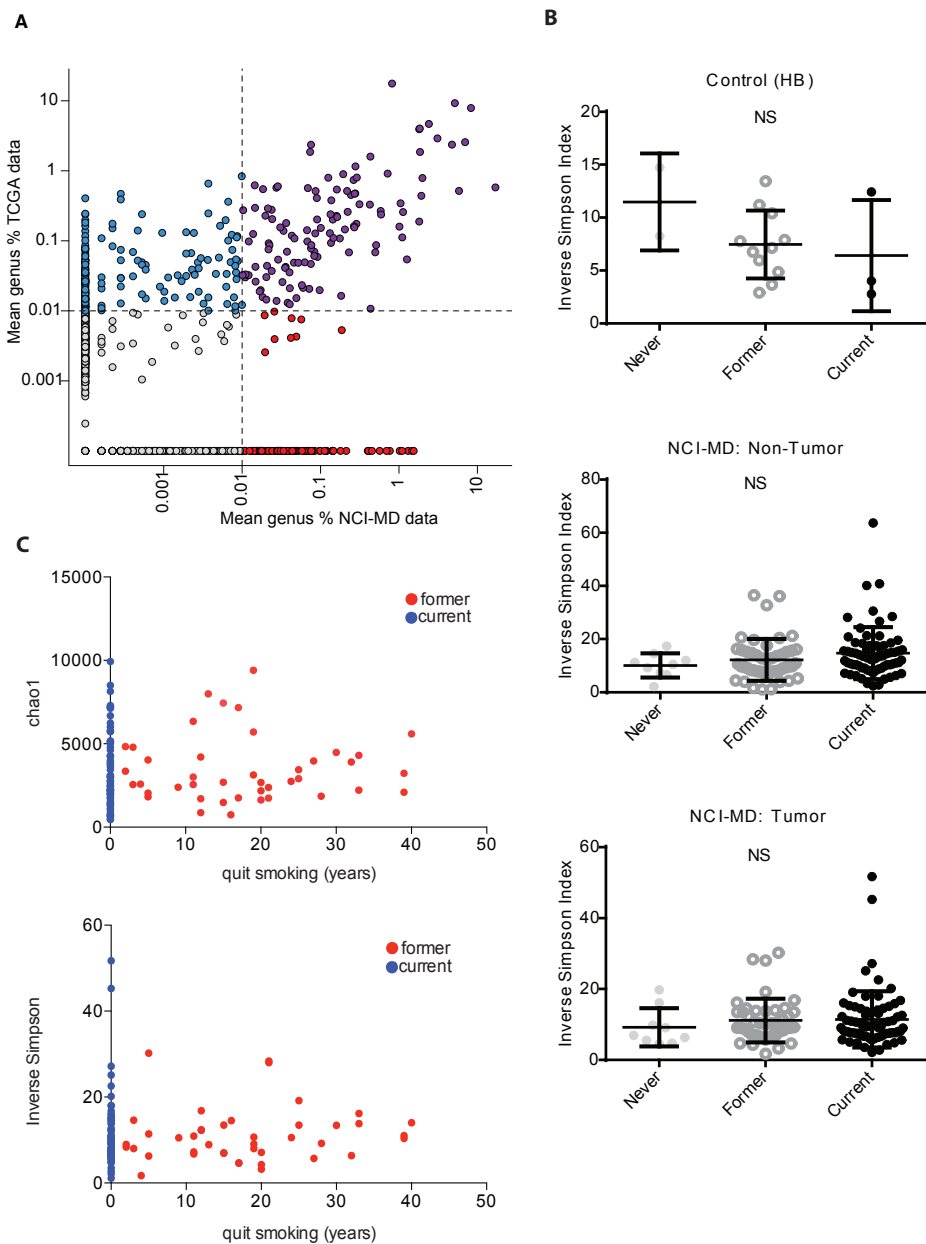 A
Mean genus % TCGA data
10
1
0.1
0.01
0.001
0.001
0.01
0.1
1
10
Mean genus % NCI-MD data
B
Control (HB)
NS
Inverse Simpson Index
20
15
10
5
0
Never
Former
Current
NCI-MD: Non-Tumor
NS
Inverse Simpson Index
80
60
40
20
0
Never
Former
Current
NCI-MD: Tumor
NS
Inverse Simpson Index
60
40
20
0
Never
Former
Current
C
chao1
15000
10000
5000
0
former
current
0
10
20
30
40
50
quit smoking (years)
Inverse Simpson
60
40
20
0
former
current
0
10
20
30
40
50
quit smoking (years)